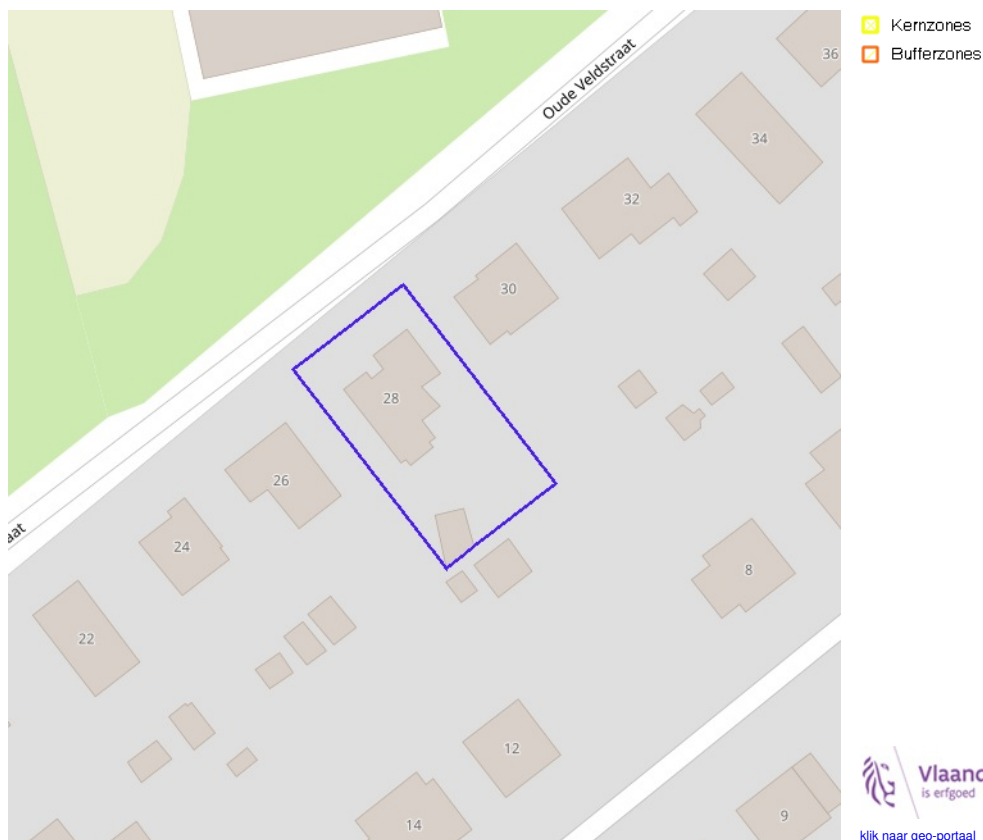 Kernzones
Bufferzones
Oude Veldstraat
36
34
32
30
28
26
24
22
aat
8
12
14
9
Vlaand
is erfgoed
klik naar geo-portaal